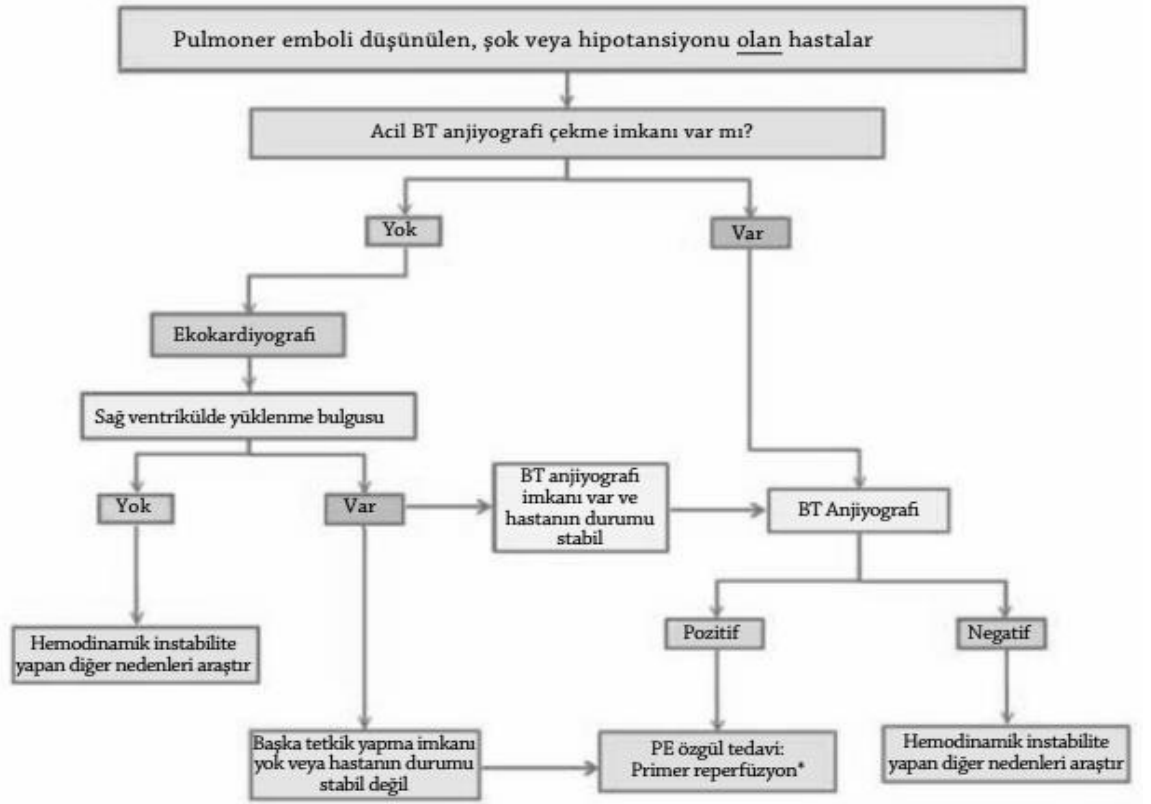 Pulmoner emboli düşünülen, şok veya hipotansiyonu olan hastalar
Acil BT anjiyografi çekme imkanı var mı?
Yok
Var
Ekokardiyografi
Sağ ventrikülde yüklenme bulgusu
Yok
Var
BT anjiyografi
imkanı var ve
hastanın durumu
stabil
BT Anjiyografi
Pozitif
Negatif
Hemodinamik instabilite
yapan diğer nedenleri araştır
Başka tetkik yapma imkanı
yok veya hastanın durumu
stabil değil
PE özgül tedavi:
Primer reperfüzyon*
Hemodinamik instabilite
yapan diğer nedenleri araştır